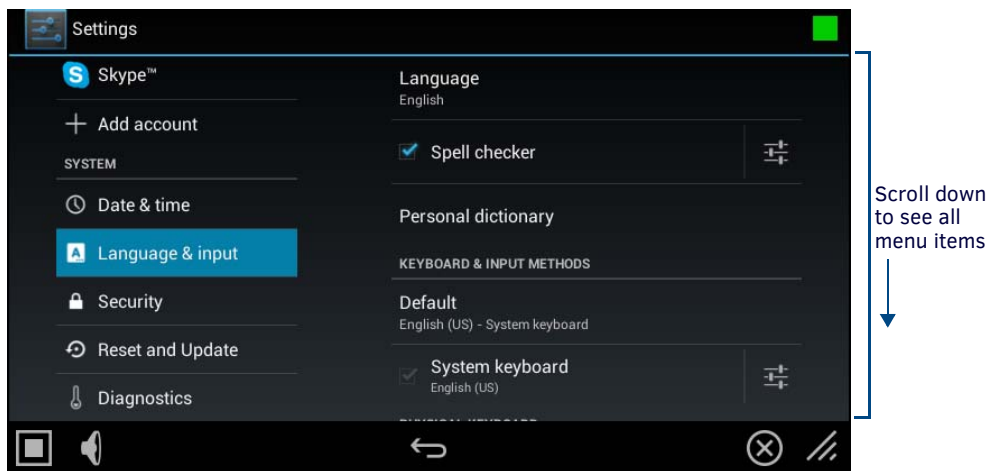 Settings
Skype™
Add account
SYSTEM
Date & time
Language & input
Security
Reset and Update
Diagnostics
Language
English
Spell checker
Personal dictionary
KEYBOARD & INPUT METHODS
Default
English (US) - System keyboard
System keyboard
English (US)
PHYSICAL KEYBOARD
Scroll down
to see all
menu items